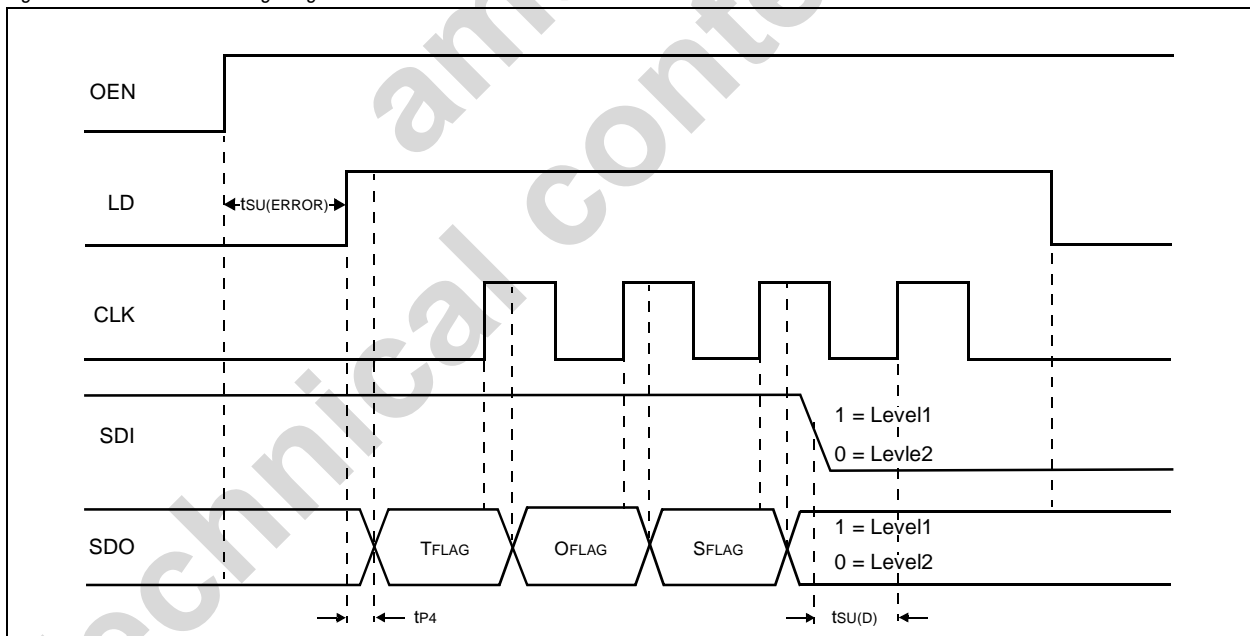 OEN
LD
tSU(ERROR)
CLK
SDI
1 = Level1
0 = Levle2
SDO
TFLAG
OFLAG
SFLAG
1 = Level1
0 = Level2
tP4
tSU(D)